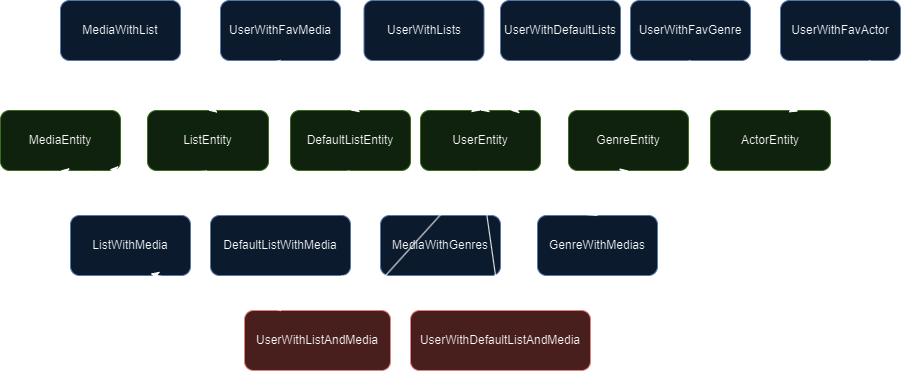 MediaWithList
UserWithFavMedia
UserWithLists
UserWithDefaultLists
UserWithFavGenre
UserWithFavActor
MediaEntity
ListEntity
DefaultListEntity
UserEntity
GenreEntity
ActorEntity
ListWithMedia
DefaultListWithMedia
MediaWithGenres
GenreWithMedias
UserWithListAndMedia
UserWithDefaultListAndMedia